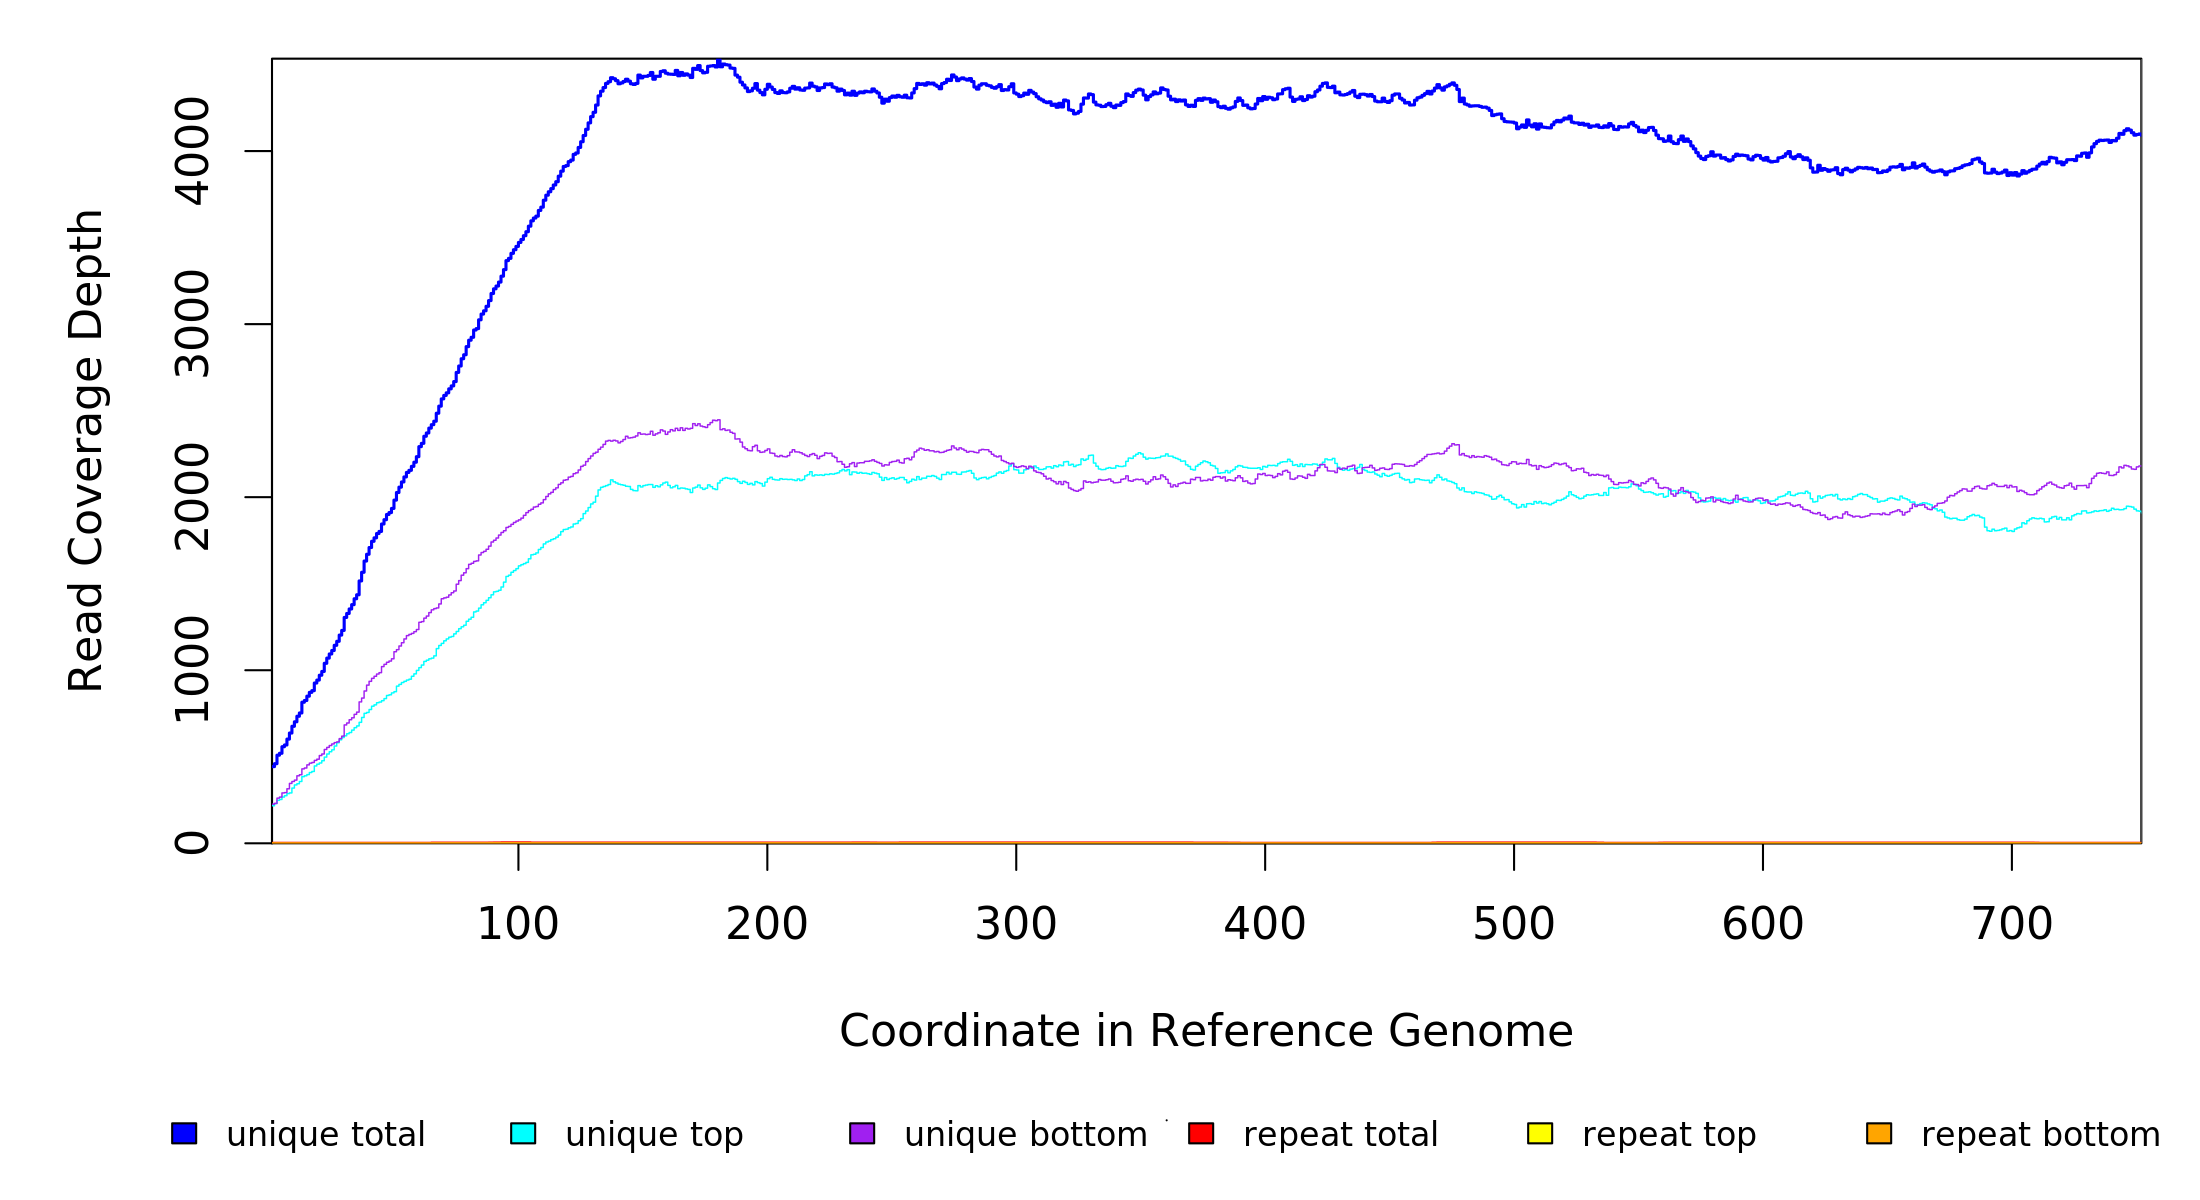 Read Coverage Depth
4000
3000
2000
1000
0
100 200 300 400 500 600 700
Coordinate in Reference Genome
unique total unique top unique bottom repeat total repeat top repeat bottom